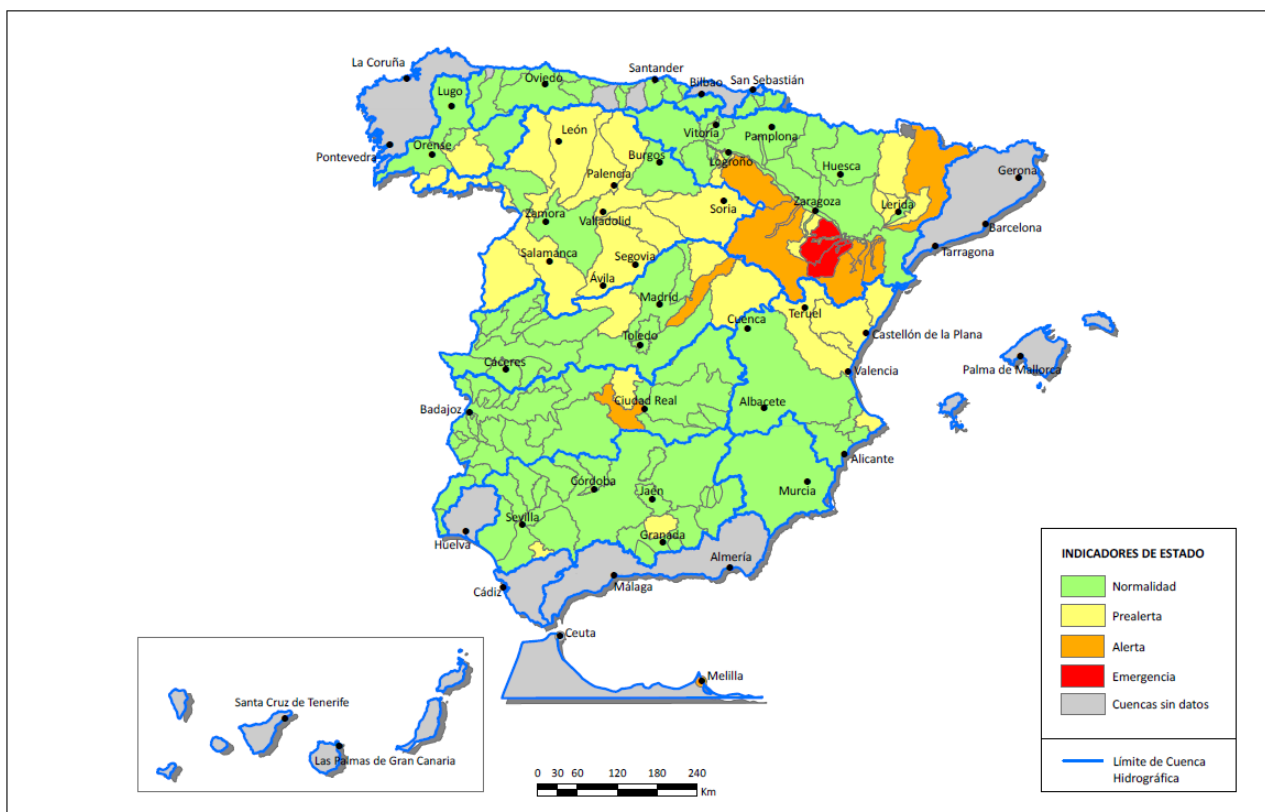 La Coruña
Lugo
Oviedo
Santander
Bilbao
San Sebastián
Pontevedra
Orense
León
Burgos
Vitoria
Pamplona
Logroño
Huesca
Gerona
Palencia
Zamora
Valladolid
Soria
Zaragoza
Lerida
Barcelona
Tarragona
Salamanca
Segovia
Ávila
Madrid
Teruel
Cuenca
Castellón de la Plana
Toledo
Cáceres
Valencia
Palma de Mallorca
Badajoz
Ciudad Real
Albacete
Alicante
Córdoba
Jaén
Murcia
Sevilla
Huelva
Granada
Almería
Cádiz
Málaga
Ceuta
Melilla
Santa Cruz de Tenerife
Las Palmas de Gran Canaria
0 30 60 120 180 240
Km
INDICADORES DE ESTADO
Normalidad
Prealerta
Alerta
Emergencia
Cuencas sin datos
Límite de Cuenca
Hidrográfica